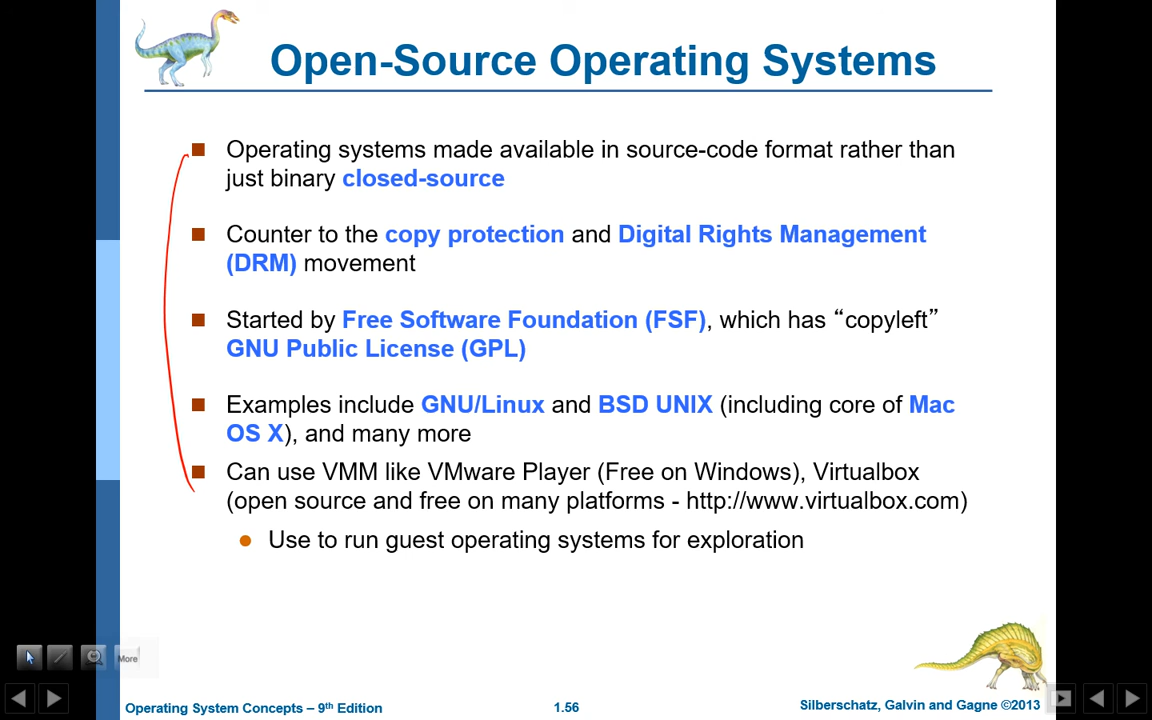 Open-Source Operating Systems
Operating systems made available in source-code format rather than
just binary closed-source
Counter to the copy protection and Digital Rights Management
(DRM) movement
Started by Free Software Foundation (FSF), which has “copyleft”
GNU Public License (GPL)
Examples include GNU/Linux and BSD UNIX (including core of Mac
OS X), and many more
Can use VMM like VMware Player (Free on Windows), Virtualbox
(open source and free on many platforms - http://www.virtualbox.com)
Use to run guest operating systems for exploration
More
Operating System Concepts – 9th Edition
1.56
Silberschatz, Galvin and Gagne ©2013